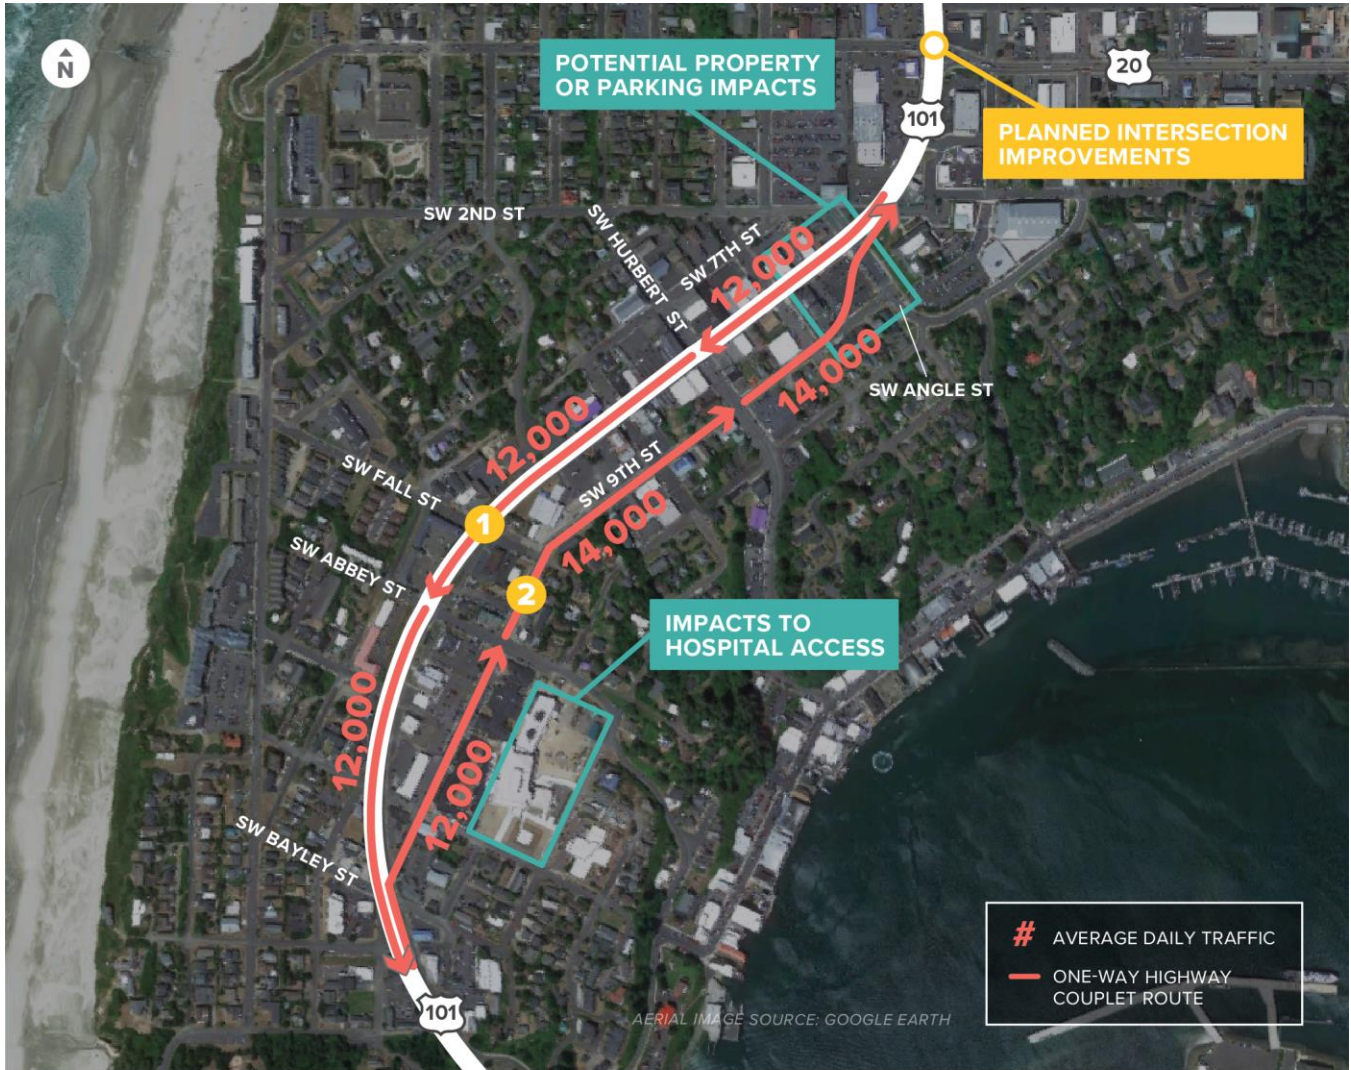 N
POTENTIAL PROPERTY
OR PARKING IMPACTS
20
101
PLANNED INTERSECTION
IMPROVEMENTS
SW 2ND ST
SW HURBERT ST
SW 7TH ST
12,000
14,000
SW ANGLE ST
12,000
SW 9TH ST
14,000
SW FALL ST
1
SW ABBEY ST
2
IMPACTS TO
HOSPITAL ACCESS
12,000
12,000
SW BAYLEY ST
101
# AVERAGE DAILY TRAFFIC
ONE-WAY HIGHWAY
COUPLET ROUTE
AERIAL IMAGE SOURCE: GOOGLE EARTH